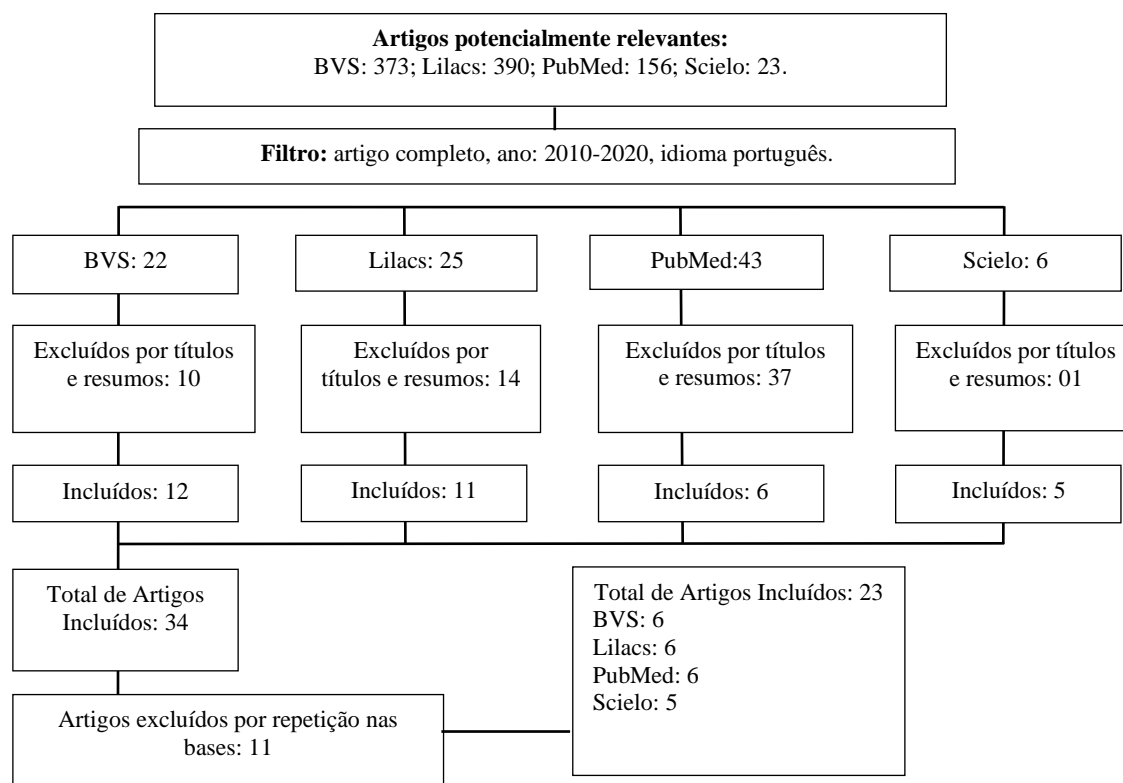 Artigos potencialmente relevantes:
BVS: 373; Lilacs: 390; PubMed: 156; Scielo: 23.
Filtro: artigo completo, ano: 2010-2020, idioma português.
BVS: 22
Lilacs: 25
PubMed:43
Scielo: 6
Excluídos por títulos
e resumos: 10
Excluídos por
títulos e resumos: 14
Excluídos por títulos
e resumos: 37
Excluídos por títulos
e resumos: 01
Incluídos: 12
Incluídos: 11
Incluídos: 6
Incluídos: 5
Total de Artigos
Incluídos: 34
Total de Artigos Incluídos: 23
BVS: 6
Lilacs: 6
PubMed: 6
Scielo: 5
Artigos excluídos por repetição nas
bases: 11